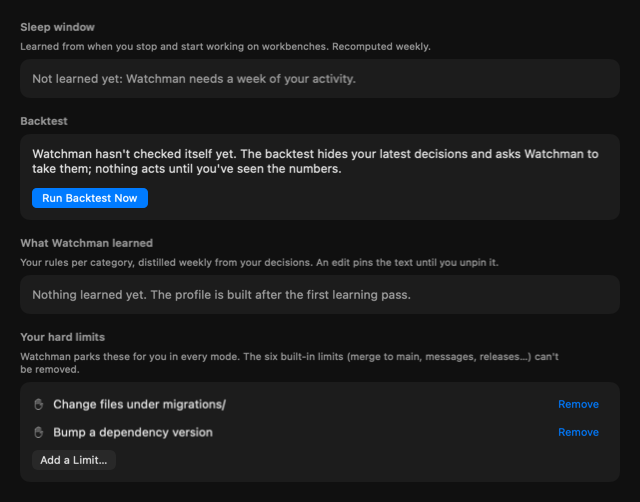 Sleep window
Learned from when you stop and start working on workbenches. Recomputed weekly.
Not learned yet: Watchman needs a week of your activity.
Backtest
Watchman hasn't checked itself yet. The backtest hides your latest decisions and asks Watchman to
take them; nothing acts until you've seen the numbers.
Run Backtest Now
What Watchman learned
Your rules per category, distilled weekly from your decisions. An edit pins the text until you unpin it.
Nothing learned yet. The profile is built after the first learning pass.
Your hard limits
Watchman parks these for you in every mode. The six built-in limits (merge to main, messages, releases...) can't
be removed.
Change files under migrations/ Remove
Bump a dependency version Remove
Add a Limit...